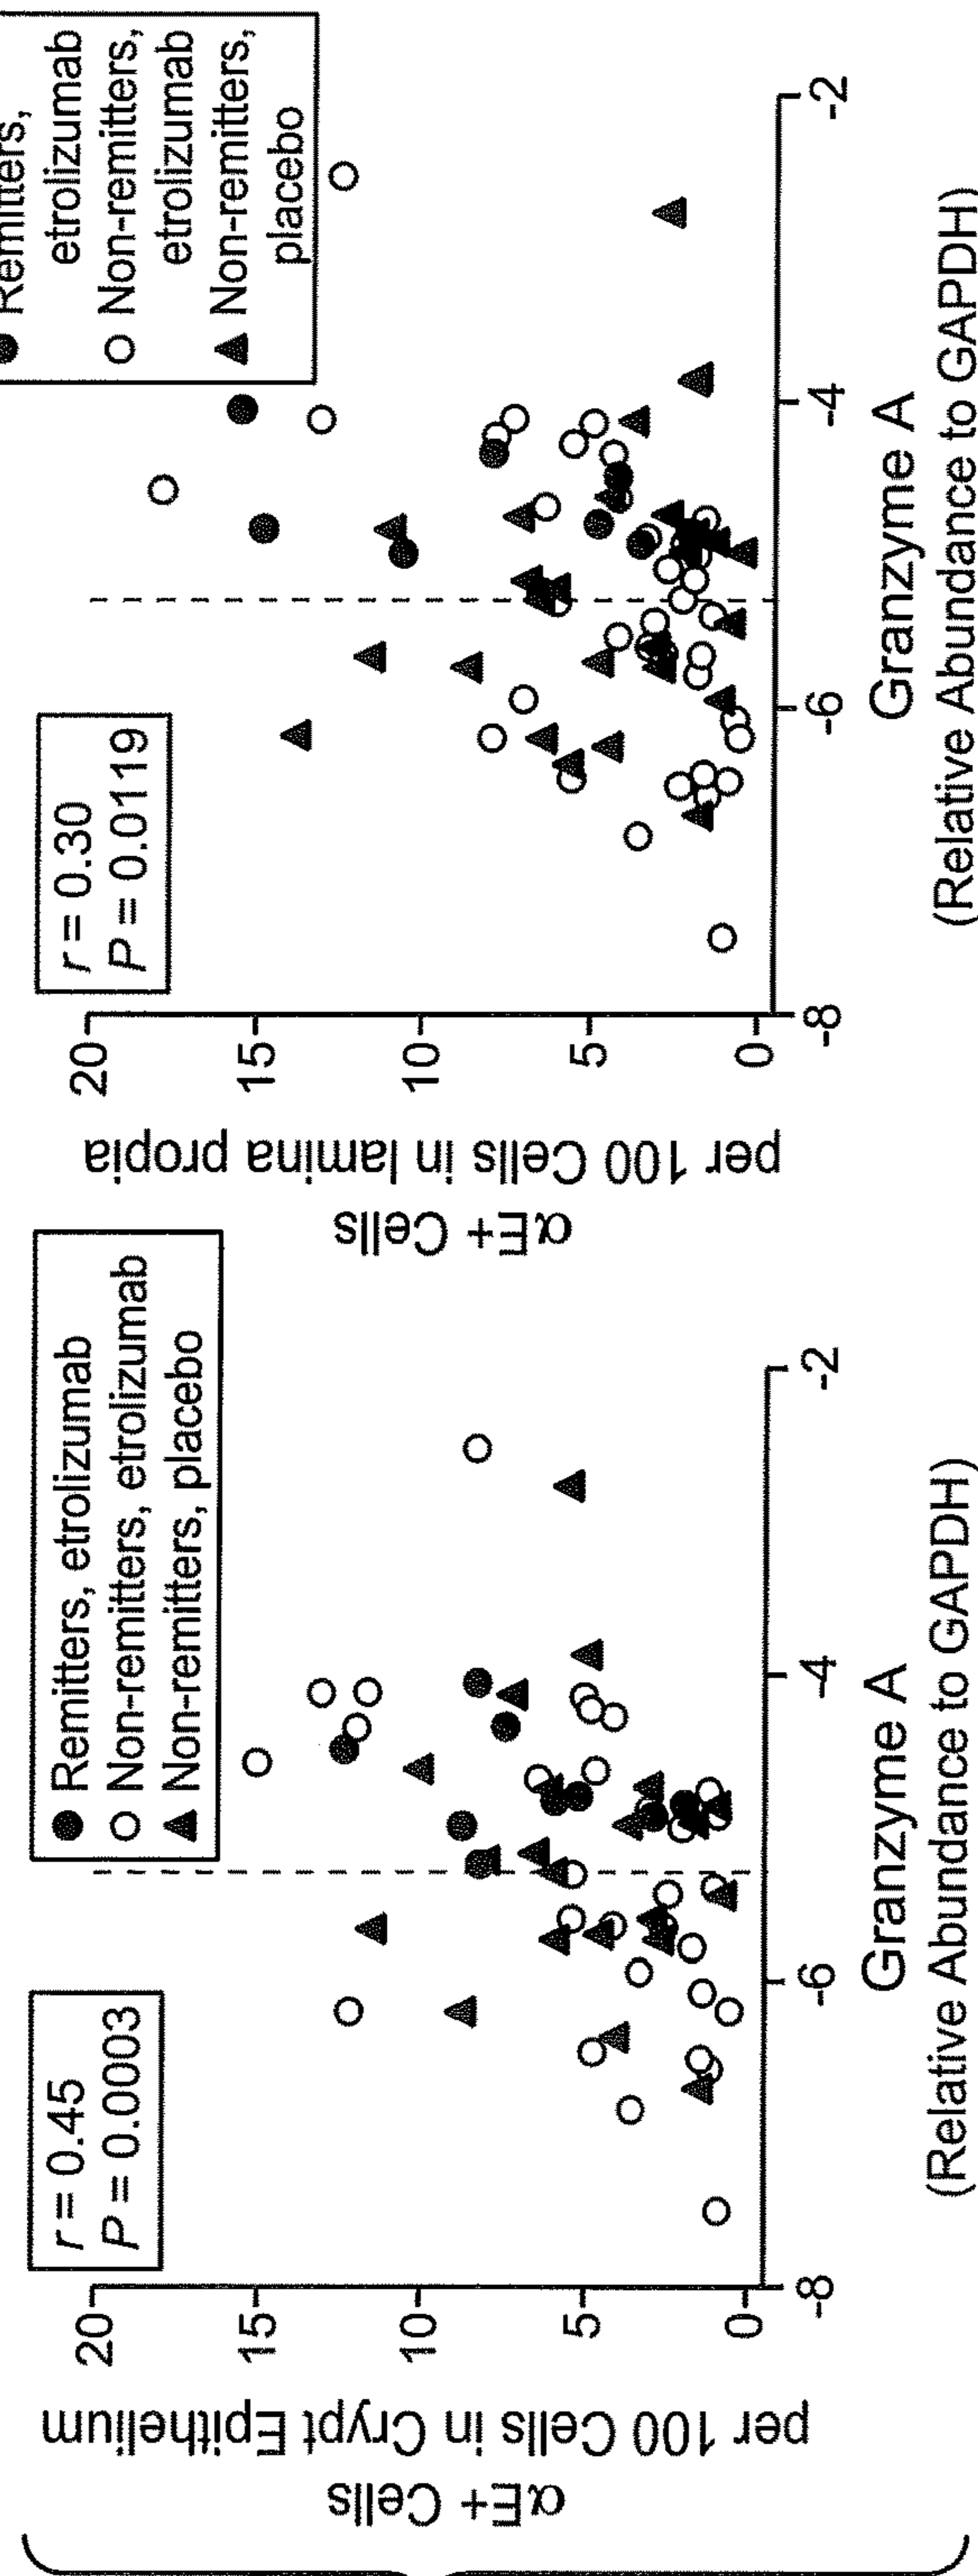 αE+ Cells
per 100 Cells in Crypt Epithelium
20
15
10
5
0
r = 0.45
P = 0.0003
Remitters, etrolizumab
Non-remitters, etrolizumab
Non-remitters, placebo
-8
-6
-4
-2
Granzyme A
(Relative Abundance to GAPDH)
αE+ Cells
per 100 Cells in lamina propia
20
15
10
5
0
r = 0.30
P = 0.01119
Remitters,
etrolizumab
Non-remitters,
etrolizumab
Non-remitters,
placebo
-8
-6
-4
-2
Granzyme A
(Relative Abundance to GAPDH)